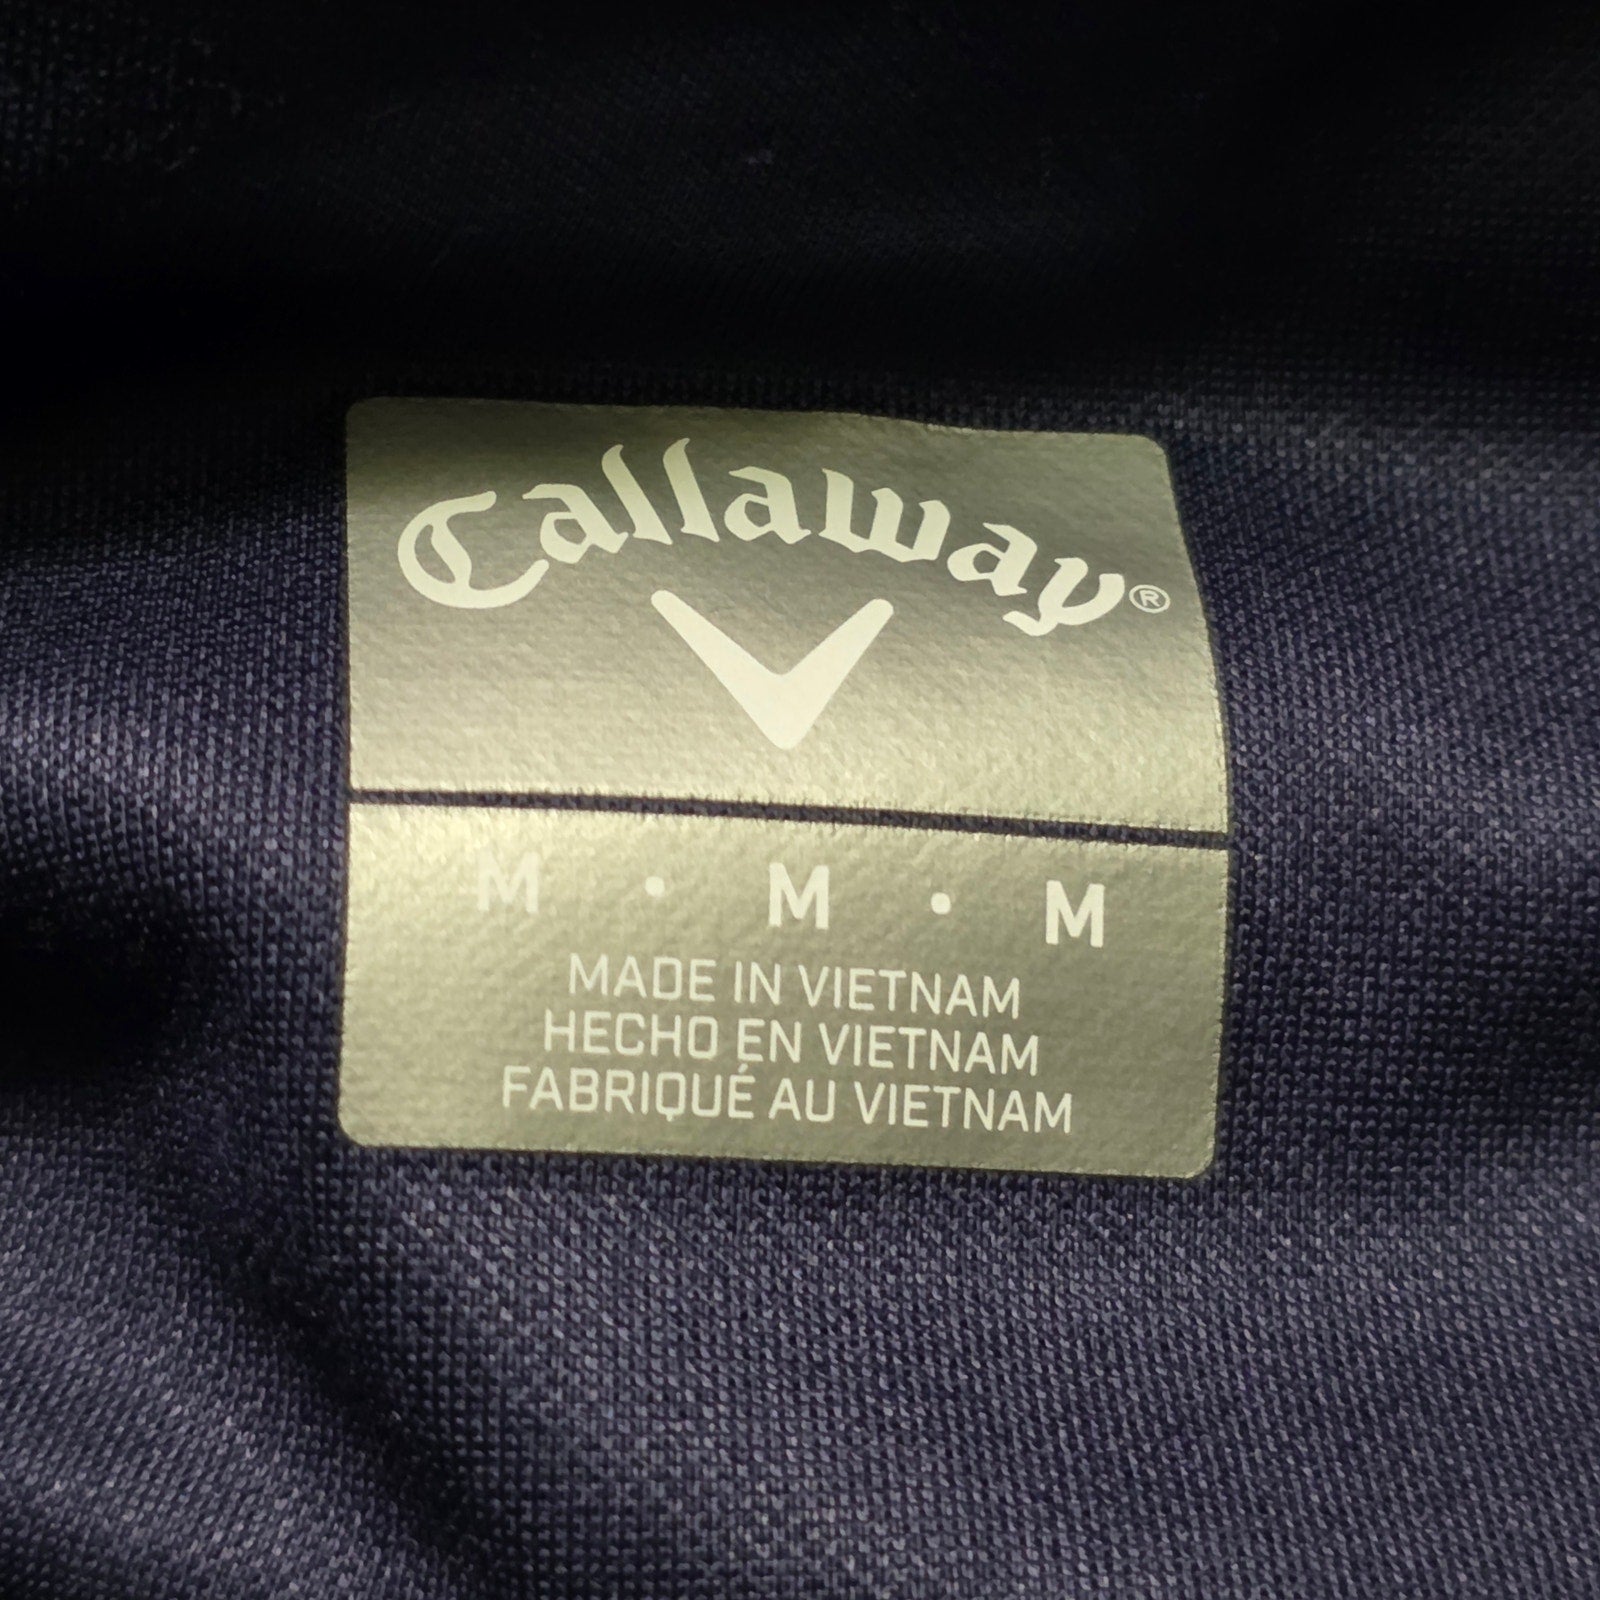 Callaway®
M • M • M
MADE IN VIETNAM
HECHO EN VIETNAM
FABRIQUÉ AU VIETNAM